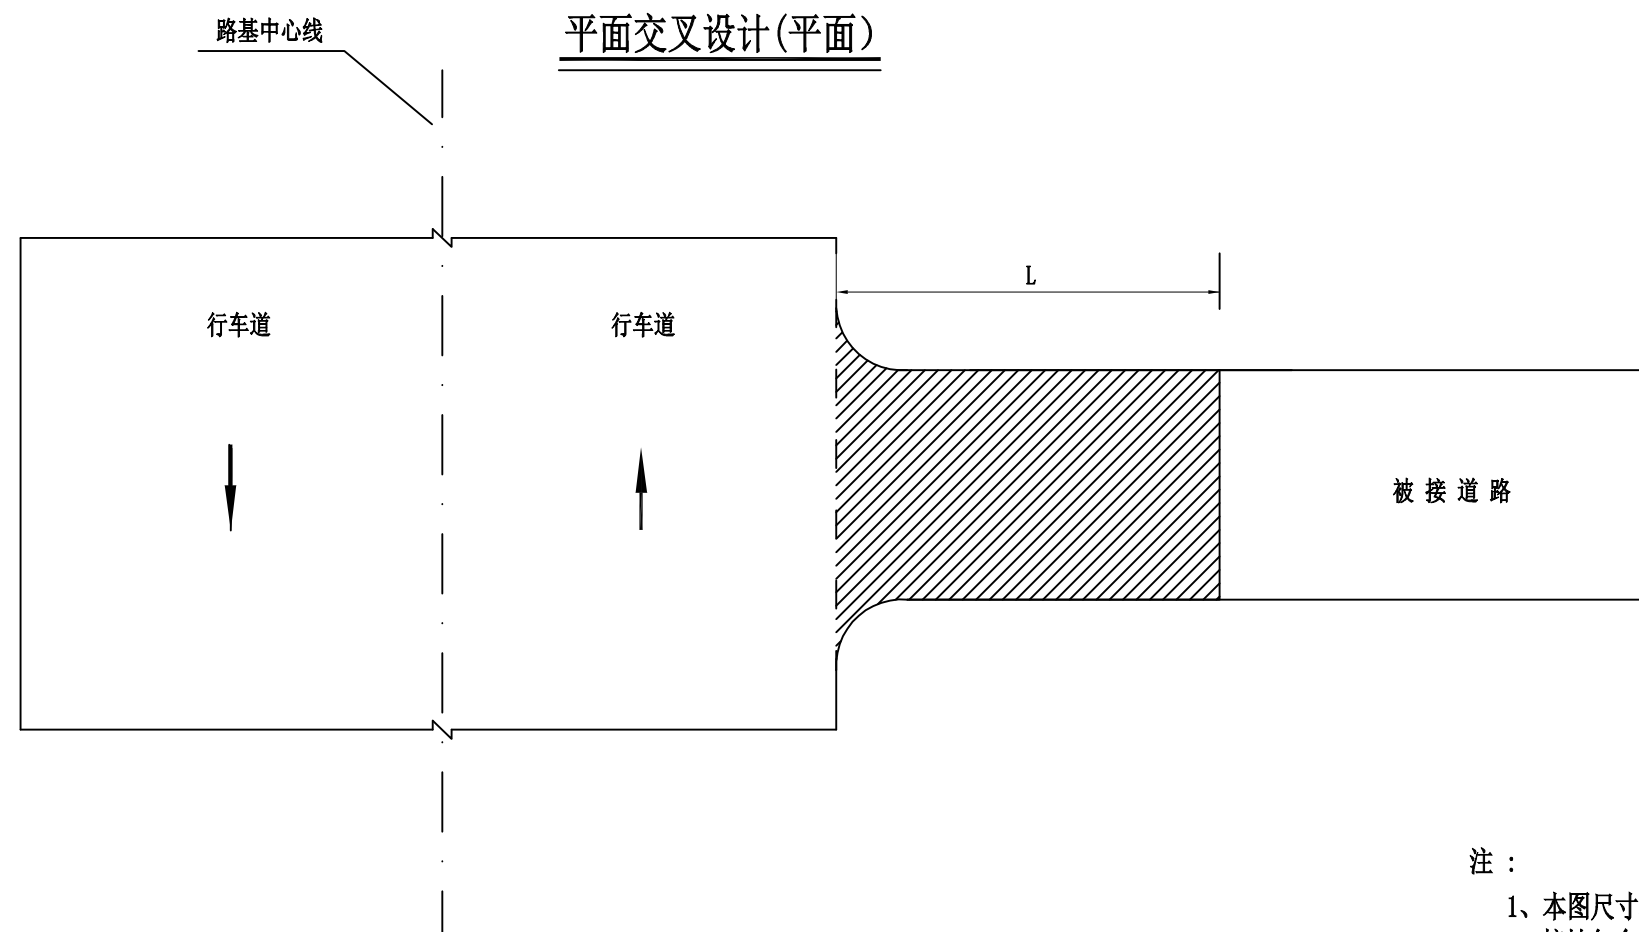 路基中心线
平面交叉设计(平面)
L
行车道
行车道
被接道路
注:
1、本图尺寸